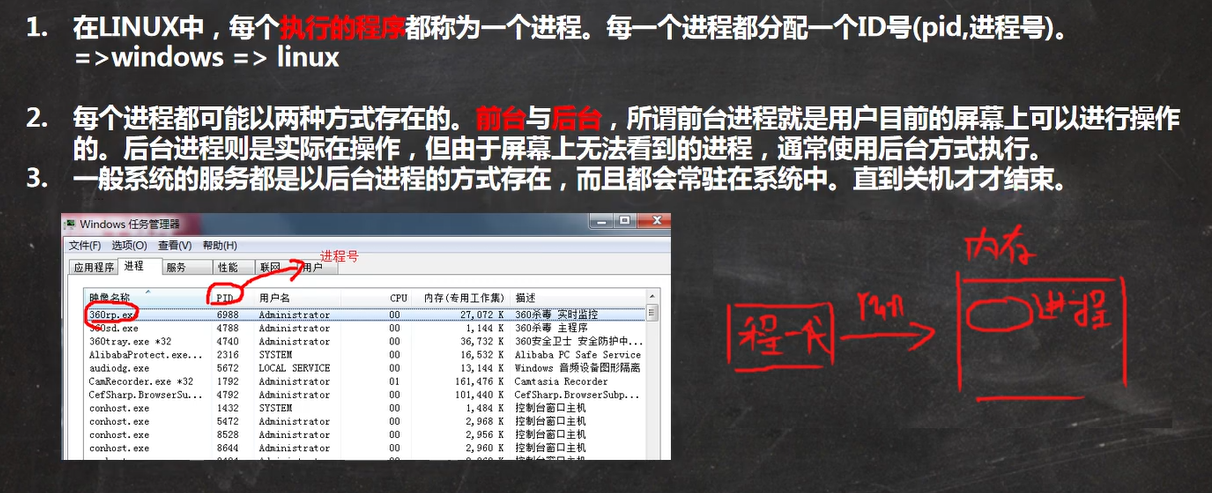 1. 在LINUX中，每个执行的程序都称为一个进程。每一个进程都分配一个ID号(pid,进程号)。
=>windows => linux
2. 每个进程都可能以两种方式存在的。前台与后台，所谓前台进程就是用户目前的屏幕上可以进行操作
的。后台进程则是实际在操作，但由于屏幕上无法看到的进程，通常使用后台方式执行。
3. 一般系统的服务都是以后台进程的方式存在，而且都会常驻在系统中。直到关机才才结束。
Windows 任务管理器
文件(F) 选项(O) 查看(V) 帮助(H)
进程号
应用程序 进程 服务 性能 联网 用户
映像名称 PID 用户名 CPU 内存(专用工作集) 描述
360rp.exe 6988 Administrator 00 27,072 K 360杀毒 实时监控
360sd.exe 4788 Administrator 00 1,144 K 360杀毒 主程序
360tray.exe *32 4740 Administrator 00 36,732 K 360安全卫士 安全防护中...
AlibabaProtect.exe... 2316 SYSTEM 00 16,532 K Alibaba PC Safe Service
audiodg.exe 5672 LOCAL SERVICE 00 13,144 K Windows 音频设备图形隔离
CamRecorder.exe *32 1792 Administrator 01 161,476 K Camtasia Recorder
CefSharp.BrowserSu... 4792 Administrator 00 101,440 K CefSharp.BrowserSubp...
conhost.exe 1432 SYSTEM 00 1,484 K 控制台窗口主机
conhost.exe 5472 Administrator 00 2,968 K 控制台窗口主机
conhost.exe 8528 Administrator 00 2,956 K 控制台窗口主机
conhost.exe 8644 Administrator 00 2,960 K 控制台窗口主机
内存
run
进程